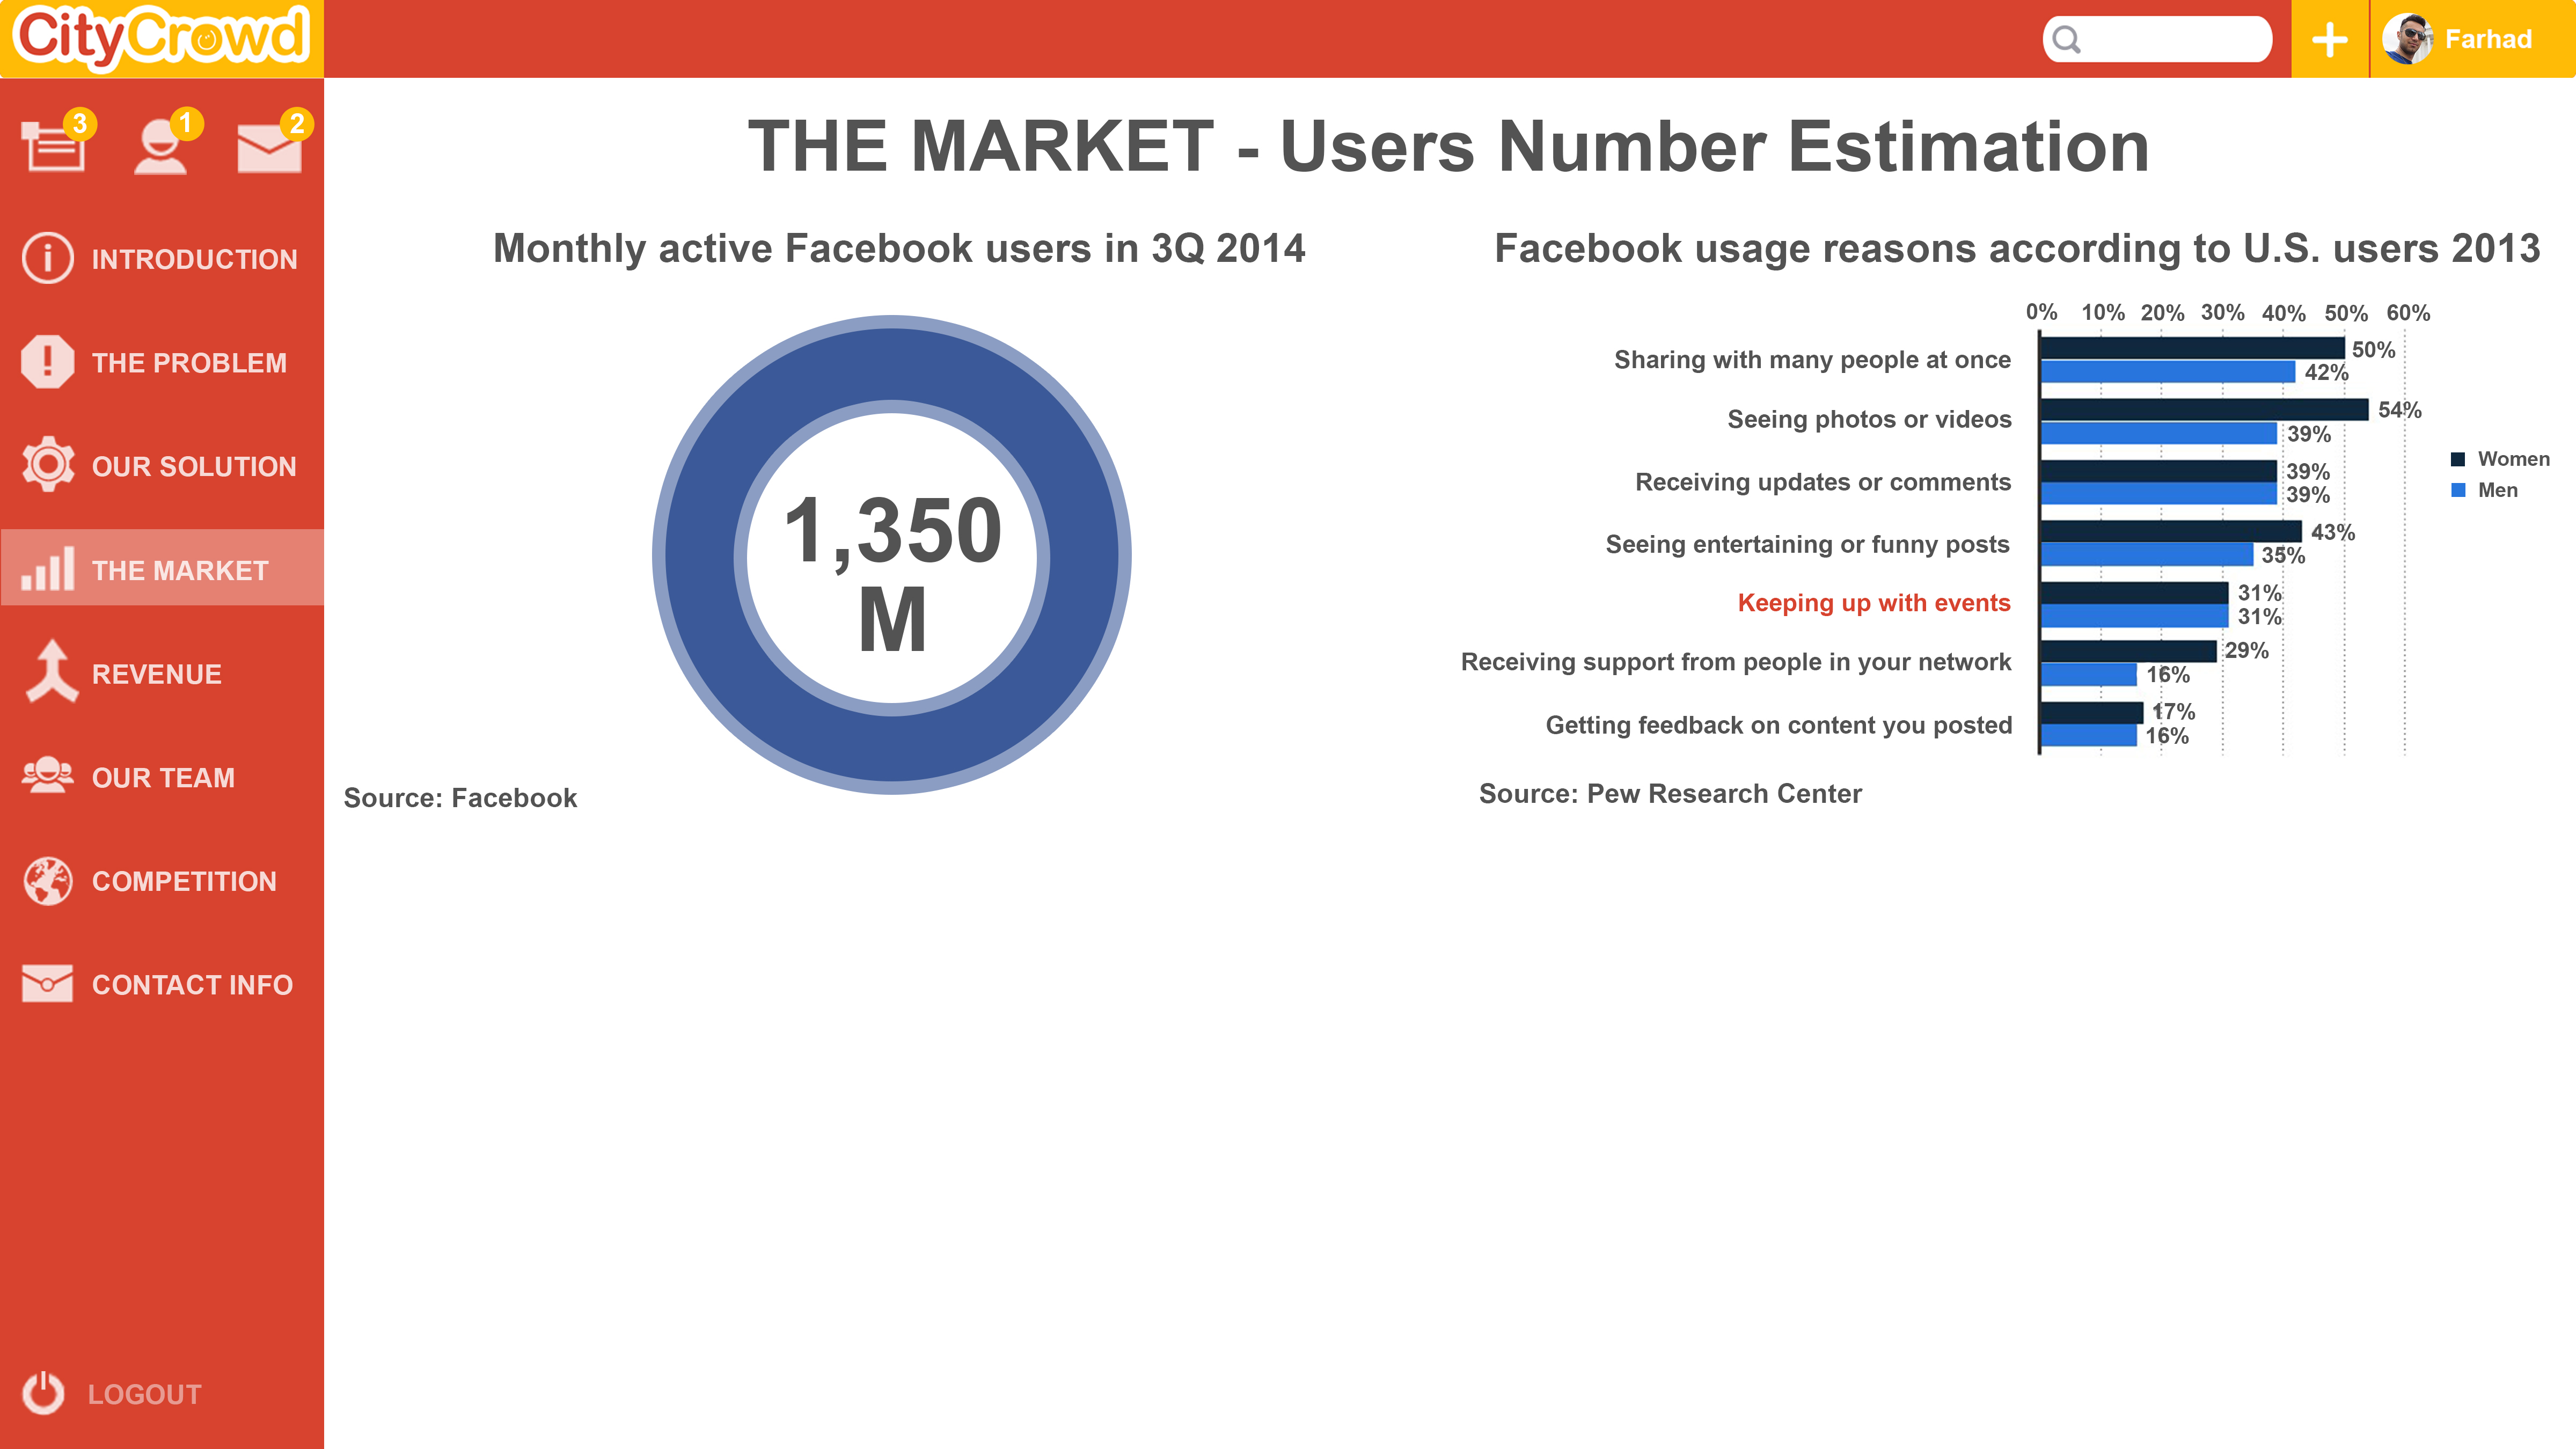 CityCrowd
Farhad
3
1
2
INTRODUCTION
THE PROBLEM
OUR SOLUTION
THE MARKET
REVENUE
OUR TEAM
COMPETITION
CONTACT INFO
LOGOUT
THE MARKET - Users Number Estimation
Monthly active Facebook users in 3Q 2014
1,350
M
Source: Facebook
Facebook usage reasons according to U.S. users 2013
0% 10% 20% 30% 40% 50% 60%
Sharing with many people at once
50%
42%
Seeing photos or videos
54%
39%
Receiving updates or comments
39%
39%
Seeing entertaining or funny posts
43%
35%
Keeping up with events
31%
31%
Receiving support from people in your network
29%
16%
Getting feedback on content you posted
17%
16%
Women
Men
Source: Pew Research Center